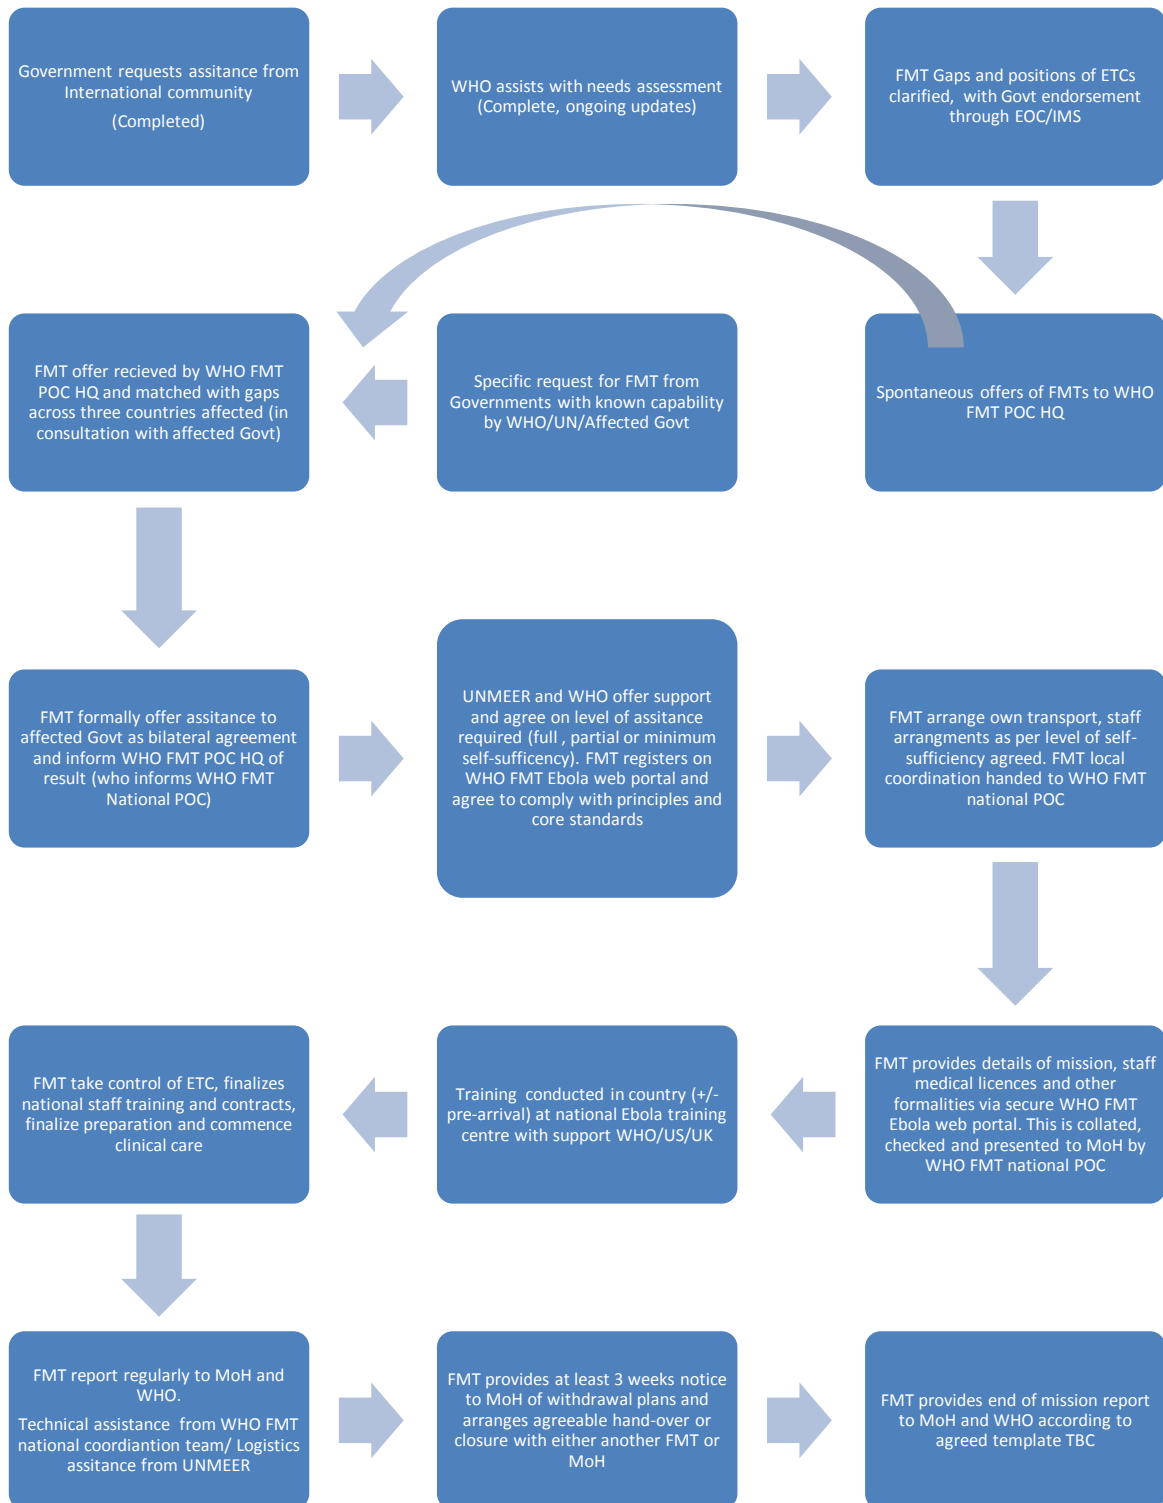 Government requests assitance from
International community
(Completed)
WHO assists with needs assessment
(Complete, ongoing updates)
FMT Gaps and positions of ETCs
clarified, with Govt endorsement
through EOC/IMS
FMT offer recieved by WHO FMT
POC HQ and matched with gaps
across three countries affected (in
consultation with affected Govt)
Specific request for FMT from
Governments with known capability
by WHO/UN/Affected Govt
Spontaneous offers of FMTs to WHO
FMT POC HQ
FMT formally offer assitance to
affected Govt as bilateral agreement
and inform WHO FMT POC HQ of
result (who informs WHO FMT
National POC)
UNMEER and WHO offer support
and agree on level of assitance
required (full , partial or minimum
self-sufficency). FMT registers on
WHO FMT Ebola web portal and
agree to comply with principles and
core standards
FMT arrange own transport, staff
arrangments as per level of self-
sufficiency agreed. FMT local
coordination handed to WHO FMT
national POC
FMT take control of ETC, finalizes
national staff training and contracts,
finalize preparation and commence
clinical care
Training conducted in country (+/-
pre-arrival) at national Ebola training
centre with support WHO/US/UK
FMT provides details of mission, staff
medical licences and other
formalities via secure WHO FMT
Ebola web portal. This is collated,
checked and presented to MoH by
WHO FMT national POC
FMT report regularly to MoH and
WHO.
Technical assistance from WHO FMT
national coordiantion team/ Logistics
assitance from UNMEER
FMT provides at least 3 weeks notice
to MoH of withdrawal plans and
arranges agreeable hand-over or
closure with either another FMT or
MoH
FMT provides end of mission report
to MoH and WHO according to
agreed template TBC